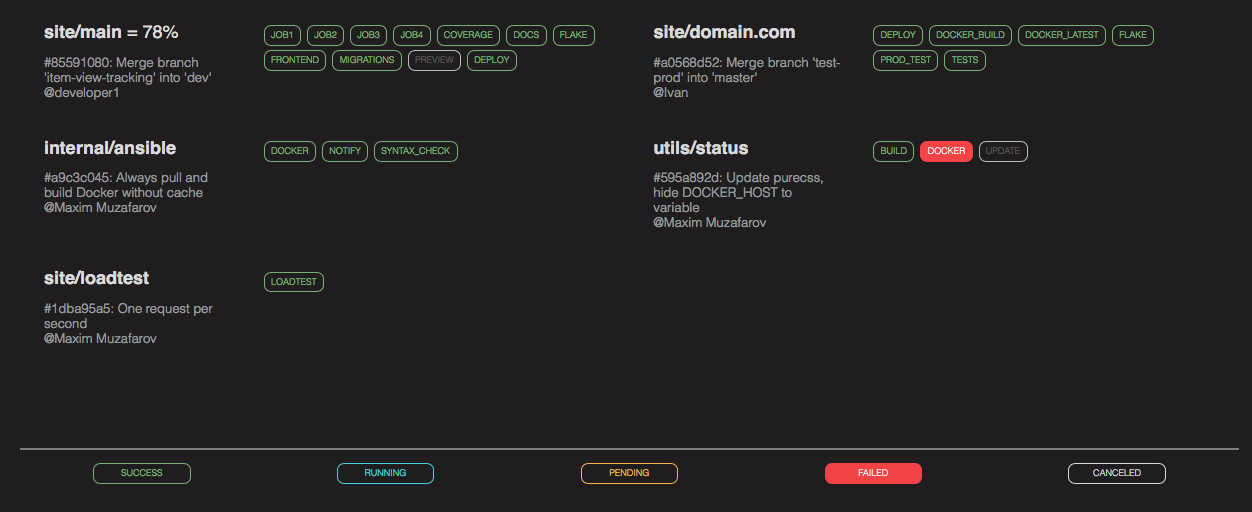 site/main = 78%
JOB1 JOB2 JOB3 JOB4 COVERAGE DOCS FLAKE
FRONTEND MIGRATIONS PREVIEW DEPLOY
#85591080: Merge branch
'item-view-tracking' into 'dev'
@developer1
site/domain.com
DEPLOY DOCKER_BUILD DOCKER_LATEST FLAKE
PROD_TEST TESTS
#a0568d52: Merge branch 'test-
prod' into 'master'
@Ivan
internal/ansible
DOCKER NOTIFY SYNTAX_CHECK
#a9c3c045: Always pull and
build Docker without cache
@Maxim Muzafarov
utils/status
BUILD DOCKER UPDATE
#595a892d: Update purecss,
hide DOCKER_HOST to
variable
@Maxim Muzafarov
site/loadtest
LOADTEST
#1dba95a5: One request per
second
@Maxim Muzafarov
SUCCESS RUNNING PENDING FAILED CANCELED